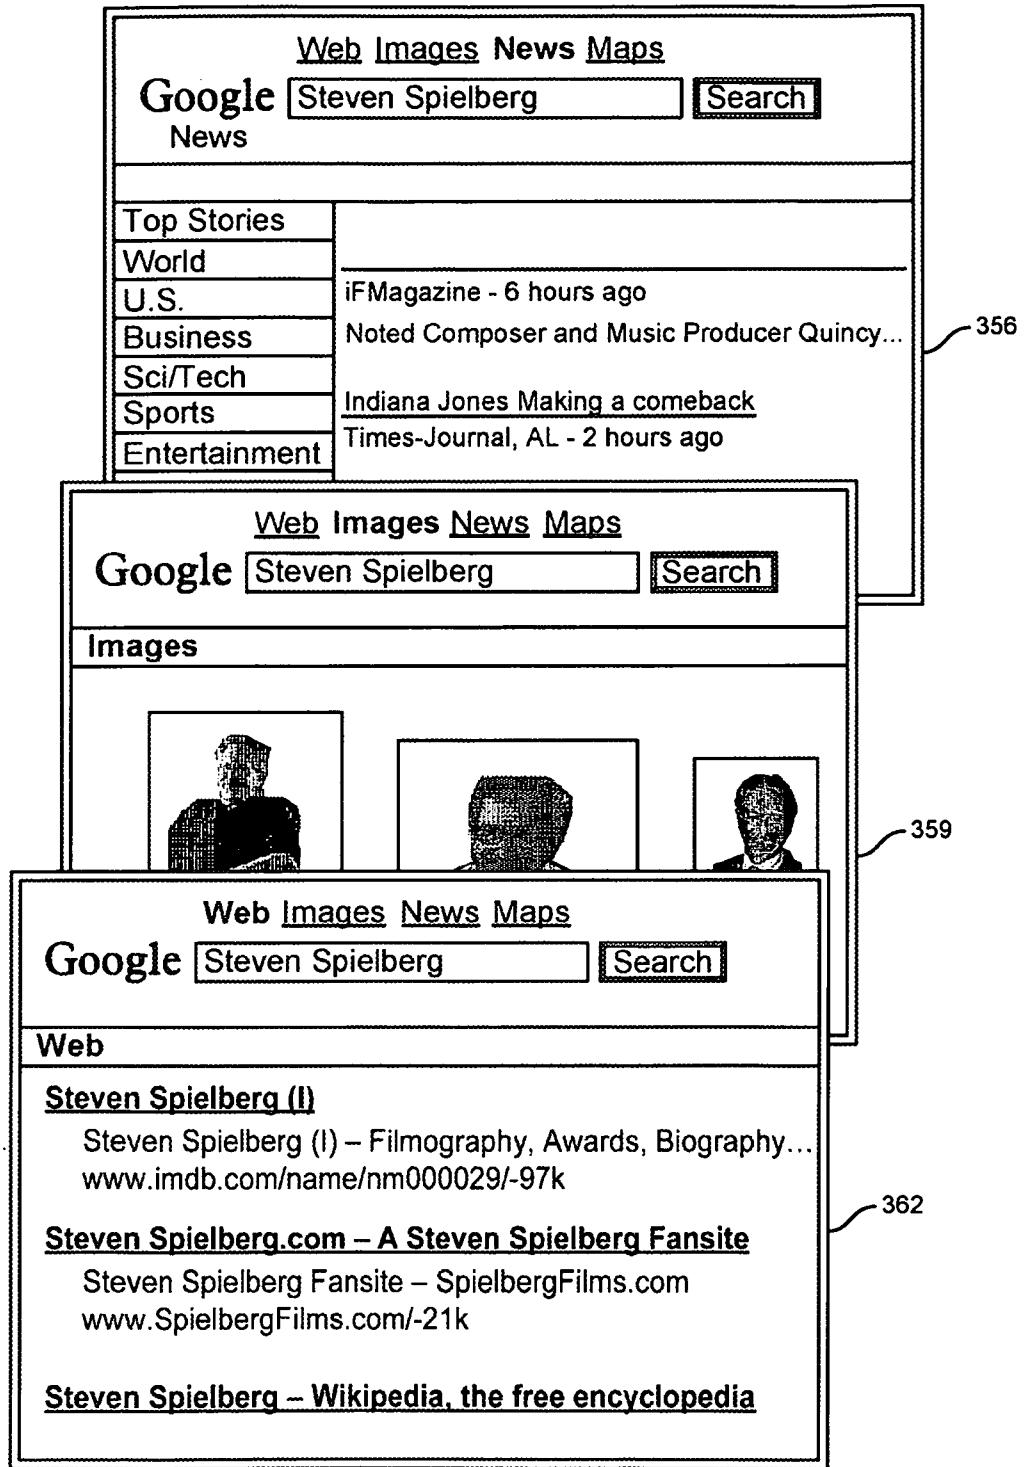 Web Images News Maps
Google Steven Spielberg Search
News
Top Stories
World
U.S.
Business
Sci/Tech
Sports
Entertainment
iFMagazine - 6 hours ago
Noted Composer and Music Producer Quincy...
Indiana Jones Making a comeback
Times-Journal, AL - 2 hours ago
356
Web Images News Maps
Google Steven Spielberg Search
Images
359
Web Images News Maps
Google Steven Spielberg Search
Web
Steven Spielberg (I)
Steven Spielberg (I) – Filmography, Awards, Biography...
www.imdb.com/name/nm000029/-97k
362
Steven Spielberg.com – A Steven Spielberg Fansite
Steven Spielberg Fansite – SpielbergFilms.com
www.SpielbergFilms.com/-21k
Steven Spielberg – Wikipedia, the free encyclopedia